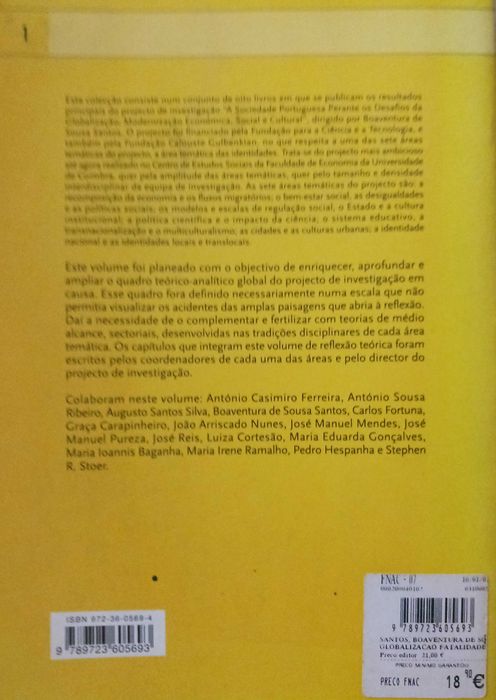 1
Esta colecção consiste num conjunto de oito livros em que se publicam os resultados
principais do projecto de investigação "A Sociedade Portuguesa Perante os Desafios da
Globalização: Modernização Económica, Social e Cultural", dirigido por Boaventura de
Sousa Santos. O projecto foi financiado pela Fundação para a Ciência e a Tecnologia, e
também pela Fundação Calouste Gulbenkian, no que respeita a uma das sete áreas
temáticas do projecto, a área temática das identidades. Trata-se do projecto mais ambicioso
até agora realizado no Centro de Estudos Sociais da Faculdade de Economia da Universidade
de Coimbra, quer pela amplitude das áreas temáticas, quer pelo tamanho e densidade
interdisciplinar da equipa de investigação. As sete áreas temáticas do projecto são: a
recomposição da economia e os fluxos migratórios; o bem-estar social, as desigualdades
e as políticas sociais; os modelos e escalas de regulação social, o Estado e a cultura
institucional; a política científica e o impacto da ciência; o sistema educativo, a
transnacionalização e o multiculturalismo; as cidades e as culturas urbanas; a identidade
nacional e as identidades locais e translocais.
Este volume foi planeado com o objectivo de enriquecer, aprofundar e
ampliar o quadro teórico-analítico global do projecto de investigação em
causa. Esse quadro fora definido necessariamente numa escala que não
permitia visualizar os acidentes das amplas paisagens que abria à reflexão.
Daí a necessidade de o complementar e fertilizar com teorias de médio
alcance, sectoriais, desenvolvidas nas tradições disciplinares de cada área
temática. Os capítulos que integram este volume de reflexão teórica foram
escritos pelos coordenadores de cada uma das áreas e pelo director do
projecto de investigação.
Colaboram neste volume: António Casimiro Ferreira, António Sousa
Ribeiro, Augusto Santos Silva, Boaventura de Sousa Santos, Carlos Fortuna,
Graça Carapinheiro, João Arriscado Nunes, José Manuel Mendes, José
Manuel Pureza, José Reis, Luiza Cortesão, Maria Eduarda Gonçalves,
Maria Ioannis Baganha, Maria Irene Ramalho, Pedro Hespanha e Stephen
R. Stoer.
ISBN 972-36-0569-4
9 789723 605693
FNAC - 07
9 789723 605693
SANTOS, BOAVENTURA DE SO
GLOBALIZACAO FATALIDADE
Preco editor 21,00 €
PRECO MINIMO GARANTIDO
PREÇO FNAC 18,90 €